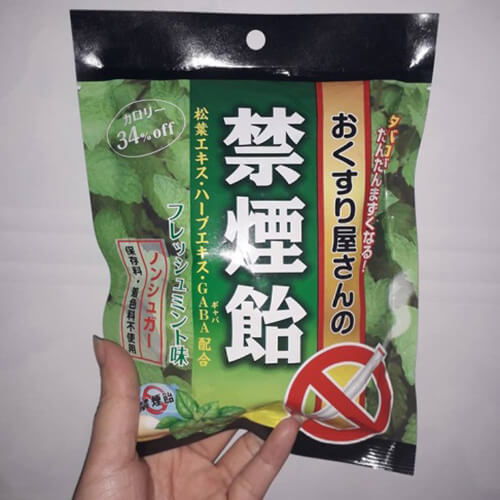 タバコがだんだんまずくなる!
おくすり屋さんの
禁煙飴
松葉エキス・ハーブエキス・GABA配合
ギャバ
フレッシュミント味
カロリー
34%off
ノンシュガー
保存料・着色料不使用
禁煙飴